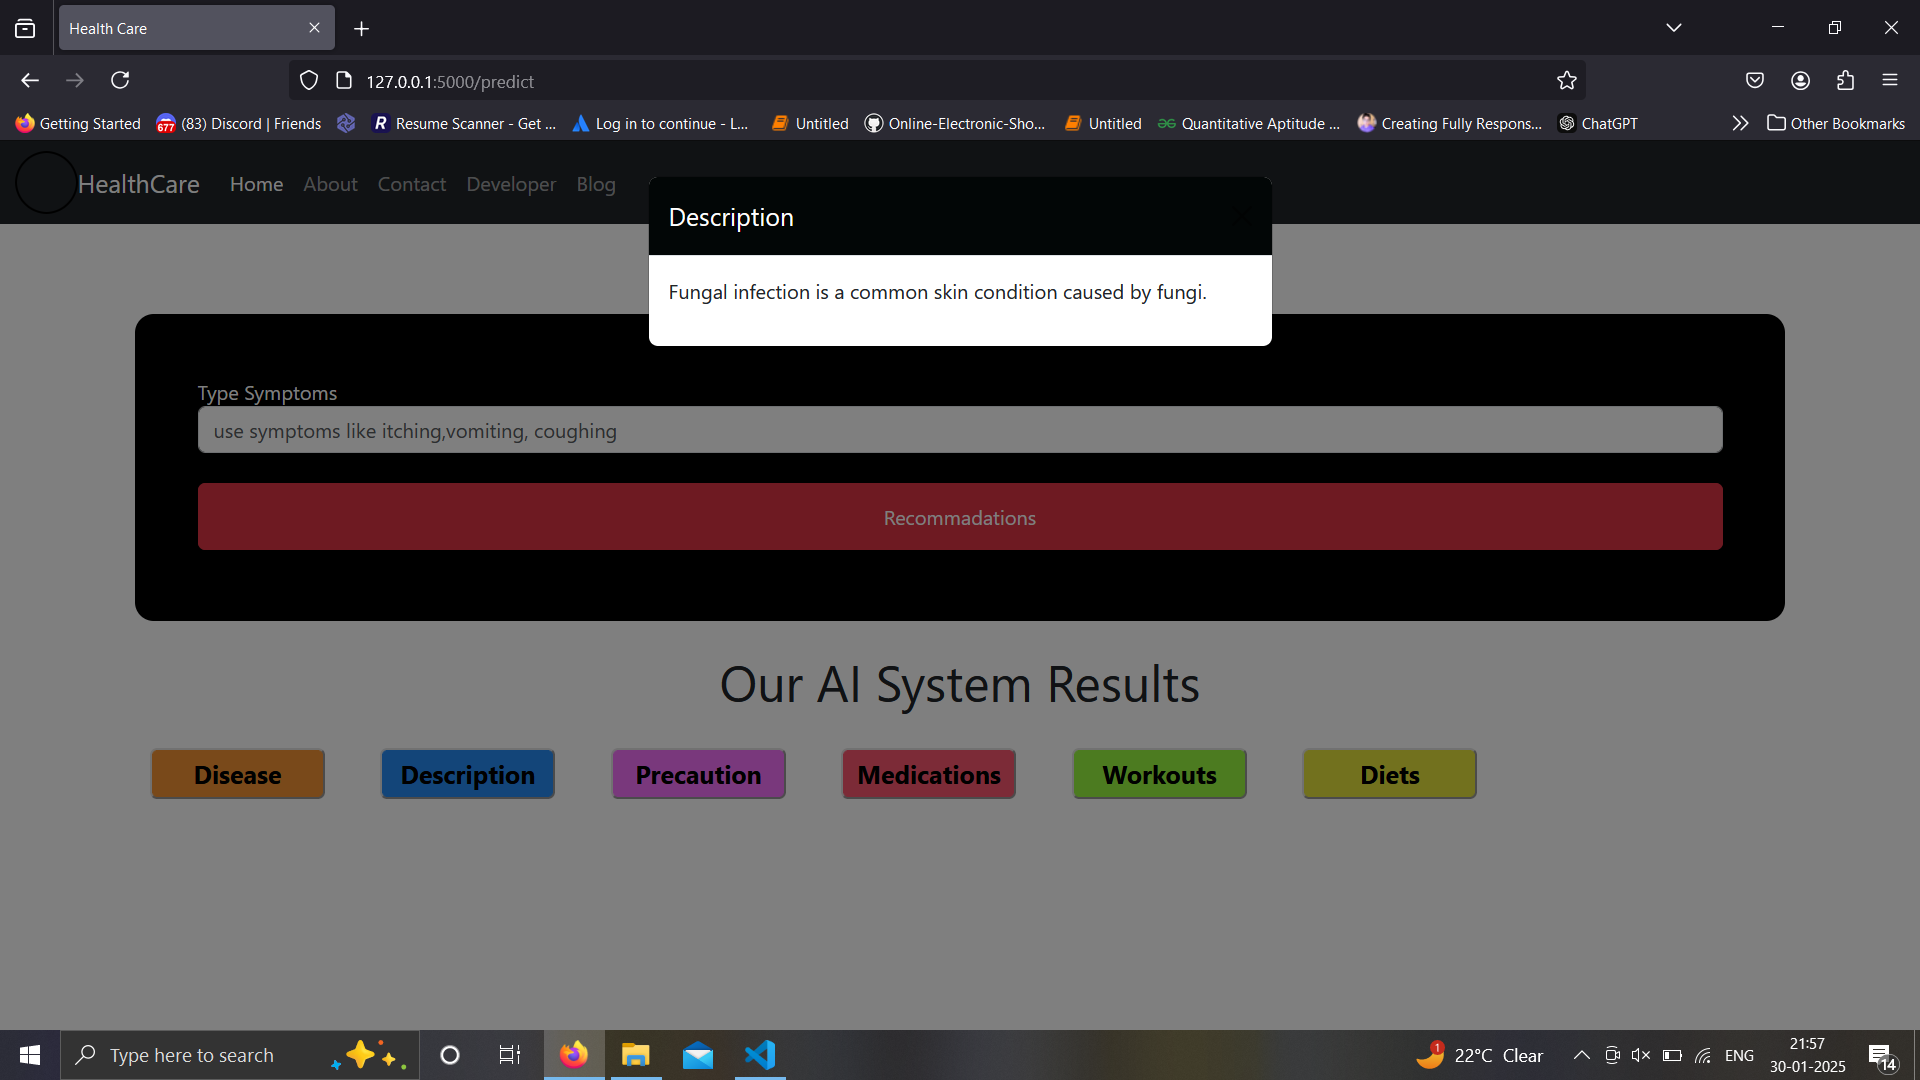 Health Care
127.0.0.1:5000/predict
Getting Started
677 (83) Discord | Friends
R Resume Scanner - Get ...
Log in to continue - L...
Untitled
Online-Electronic-Sho...
Untitled
Quantitative Aptitude ...
Creating Fully Respons...
ChatGPT
Other Bookmarks
HealthCare Home About Contact Developer Blog
Description
Fungal infection is a common skin condition caused by fungi.
Type Symptoms
use symptoms like itching,vomiting, coughing
Recommadations
Our AI System Results
Disease Description Precaution Medications Workouts Diets
Type here to search
1 22°C Clear
ENG
21:57
30-01-2025
14